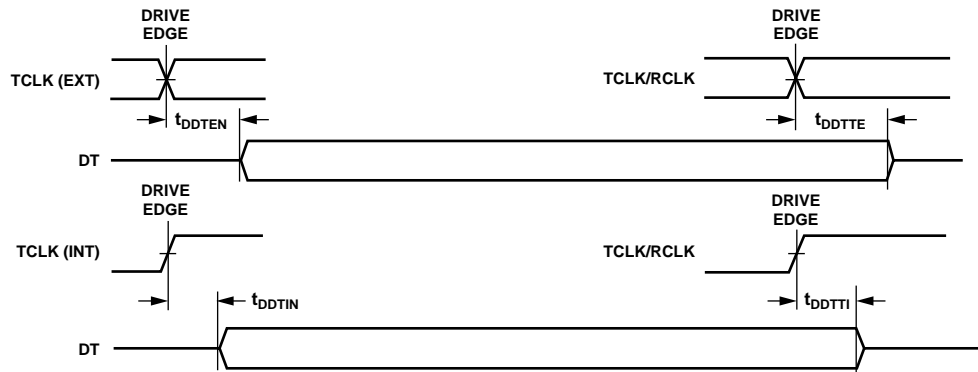 DRIVE
EDGE
DRIVE
EDGE
TCLK (EXT)
TCLK/RCLK
tDDTEN
tDDTTE
DT
DRIVE
EDGE
DRIVE
EDGE
TCLK (INT)
TCLK/RCLK
tDDTIN
tDDTTI
DT